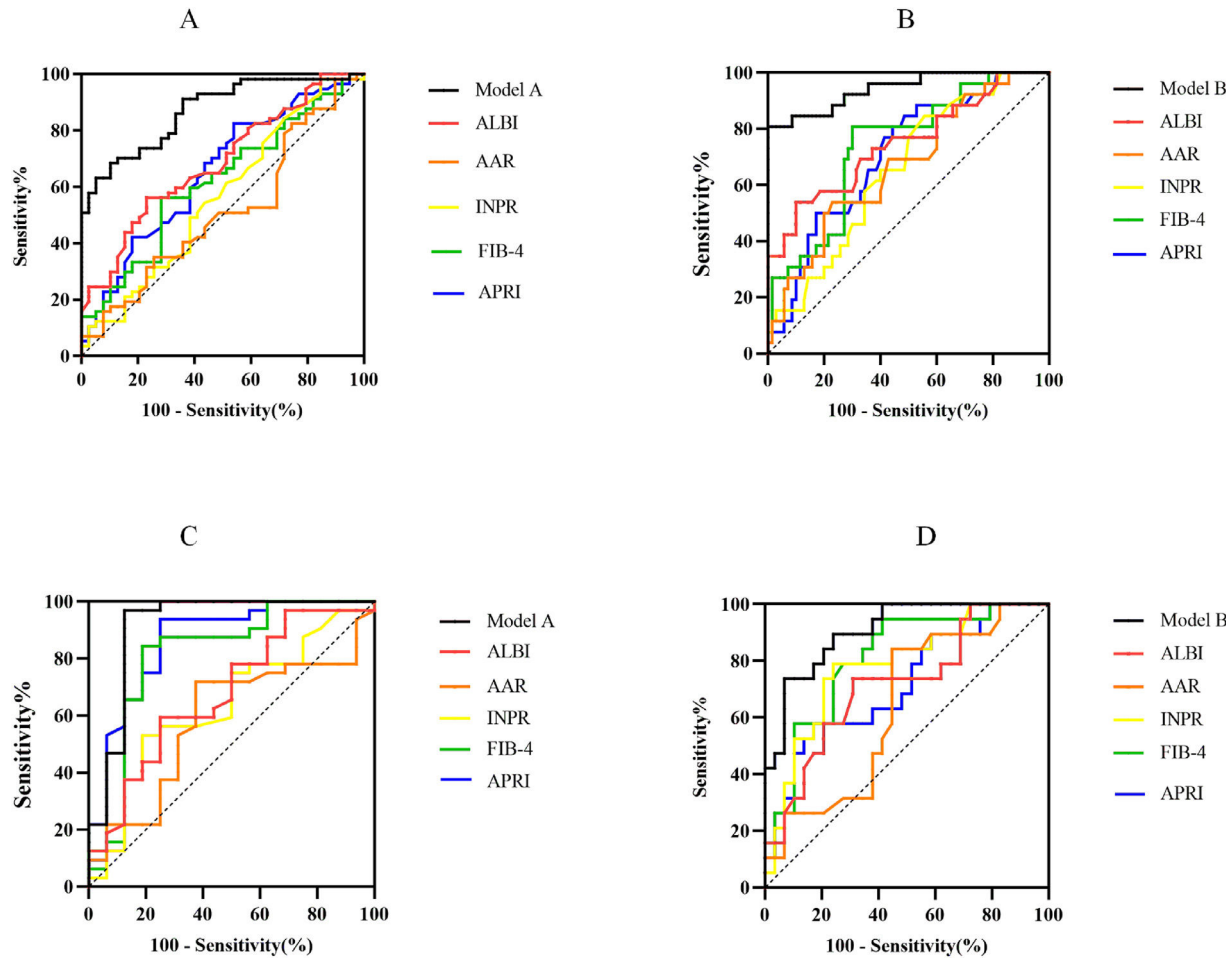 A
Sensitivity%
100
80
60
40
20
0
0 20 40 60 80 100
100 - Sensitivity(%)
Model A
ALBI
AAR
INPR
FIB-4
APRI
B
Sensitivity%
100
80
60
40
20
0
0 20 40 60 80 100
100 - Sensitivity(%)
Model B
ALBI
AAR
INPR
FIB-4
APRI
C
Sensitivity%
100
80
60
40
20
0
0 20 40 60 80 100
100 - Sensitivity(%)
Model A
ALBI
AAR
INPR
FIB-4
APRI
D
Sensitivity%
100
80
60
40
20
0
0 20 40 60 80 100
100 - Sensitivity(%)
Model B
ALBI
AAR
INPR
FIB-4
APRI